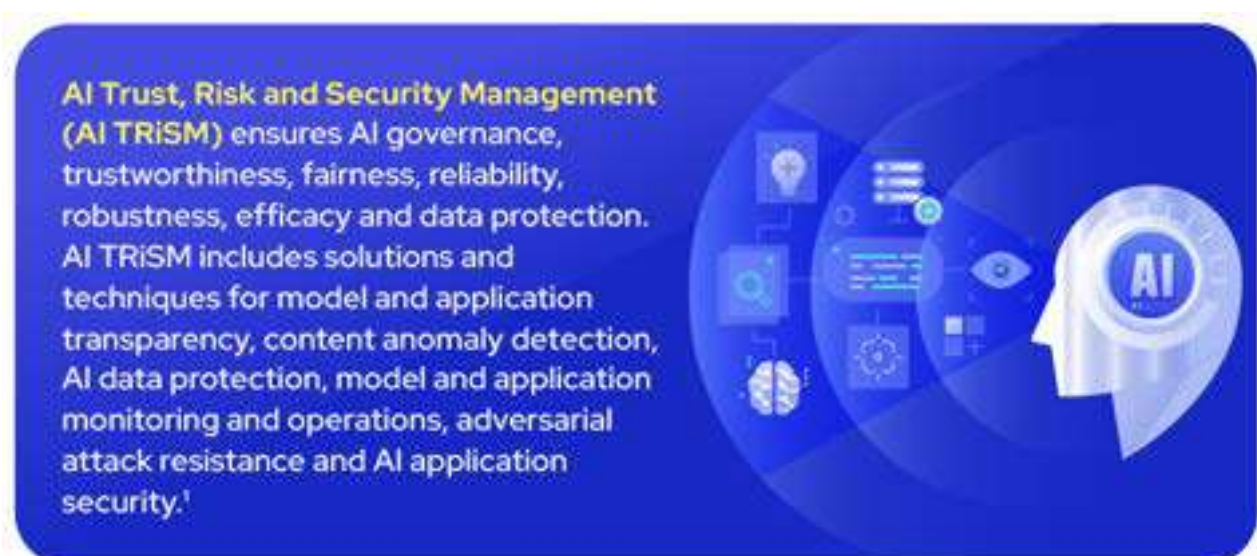 AI Trust, Risk and Security Management
(AI TRiSM) ensures AI governance,
trustworthiness, fairness, reliability,
robustness, efficacy and data protection.
AI TRiSM includes solutions and
techniques for model and application
transparency, content anomaly detection,
AI data protection, model and application
monitoring and operations, adversarial
attack resistance and AI application
security.¹
AI